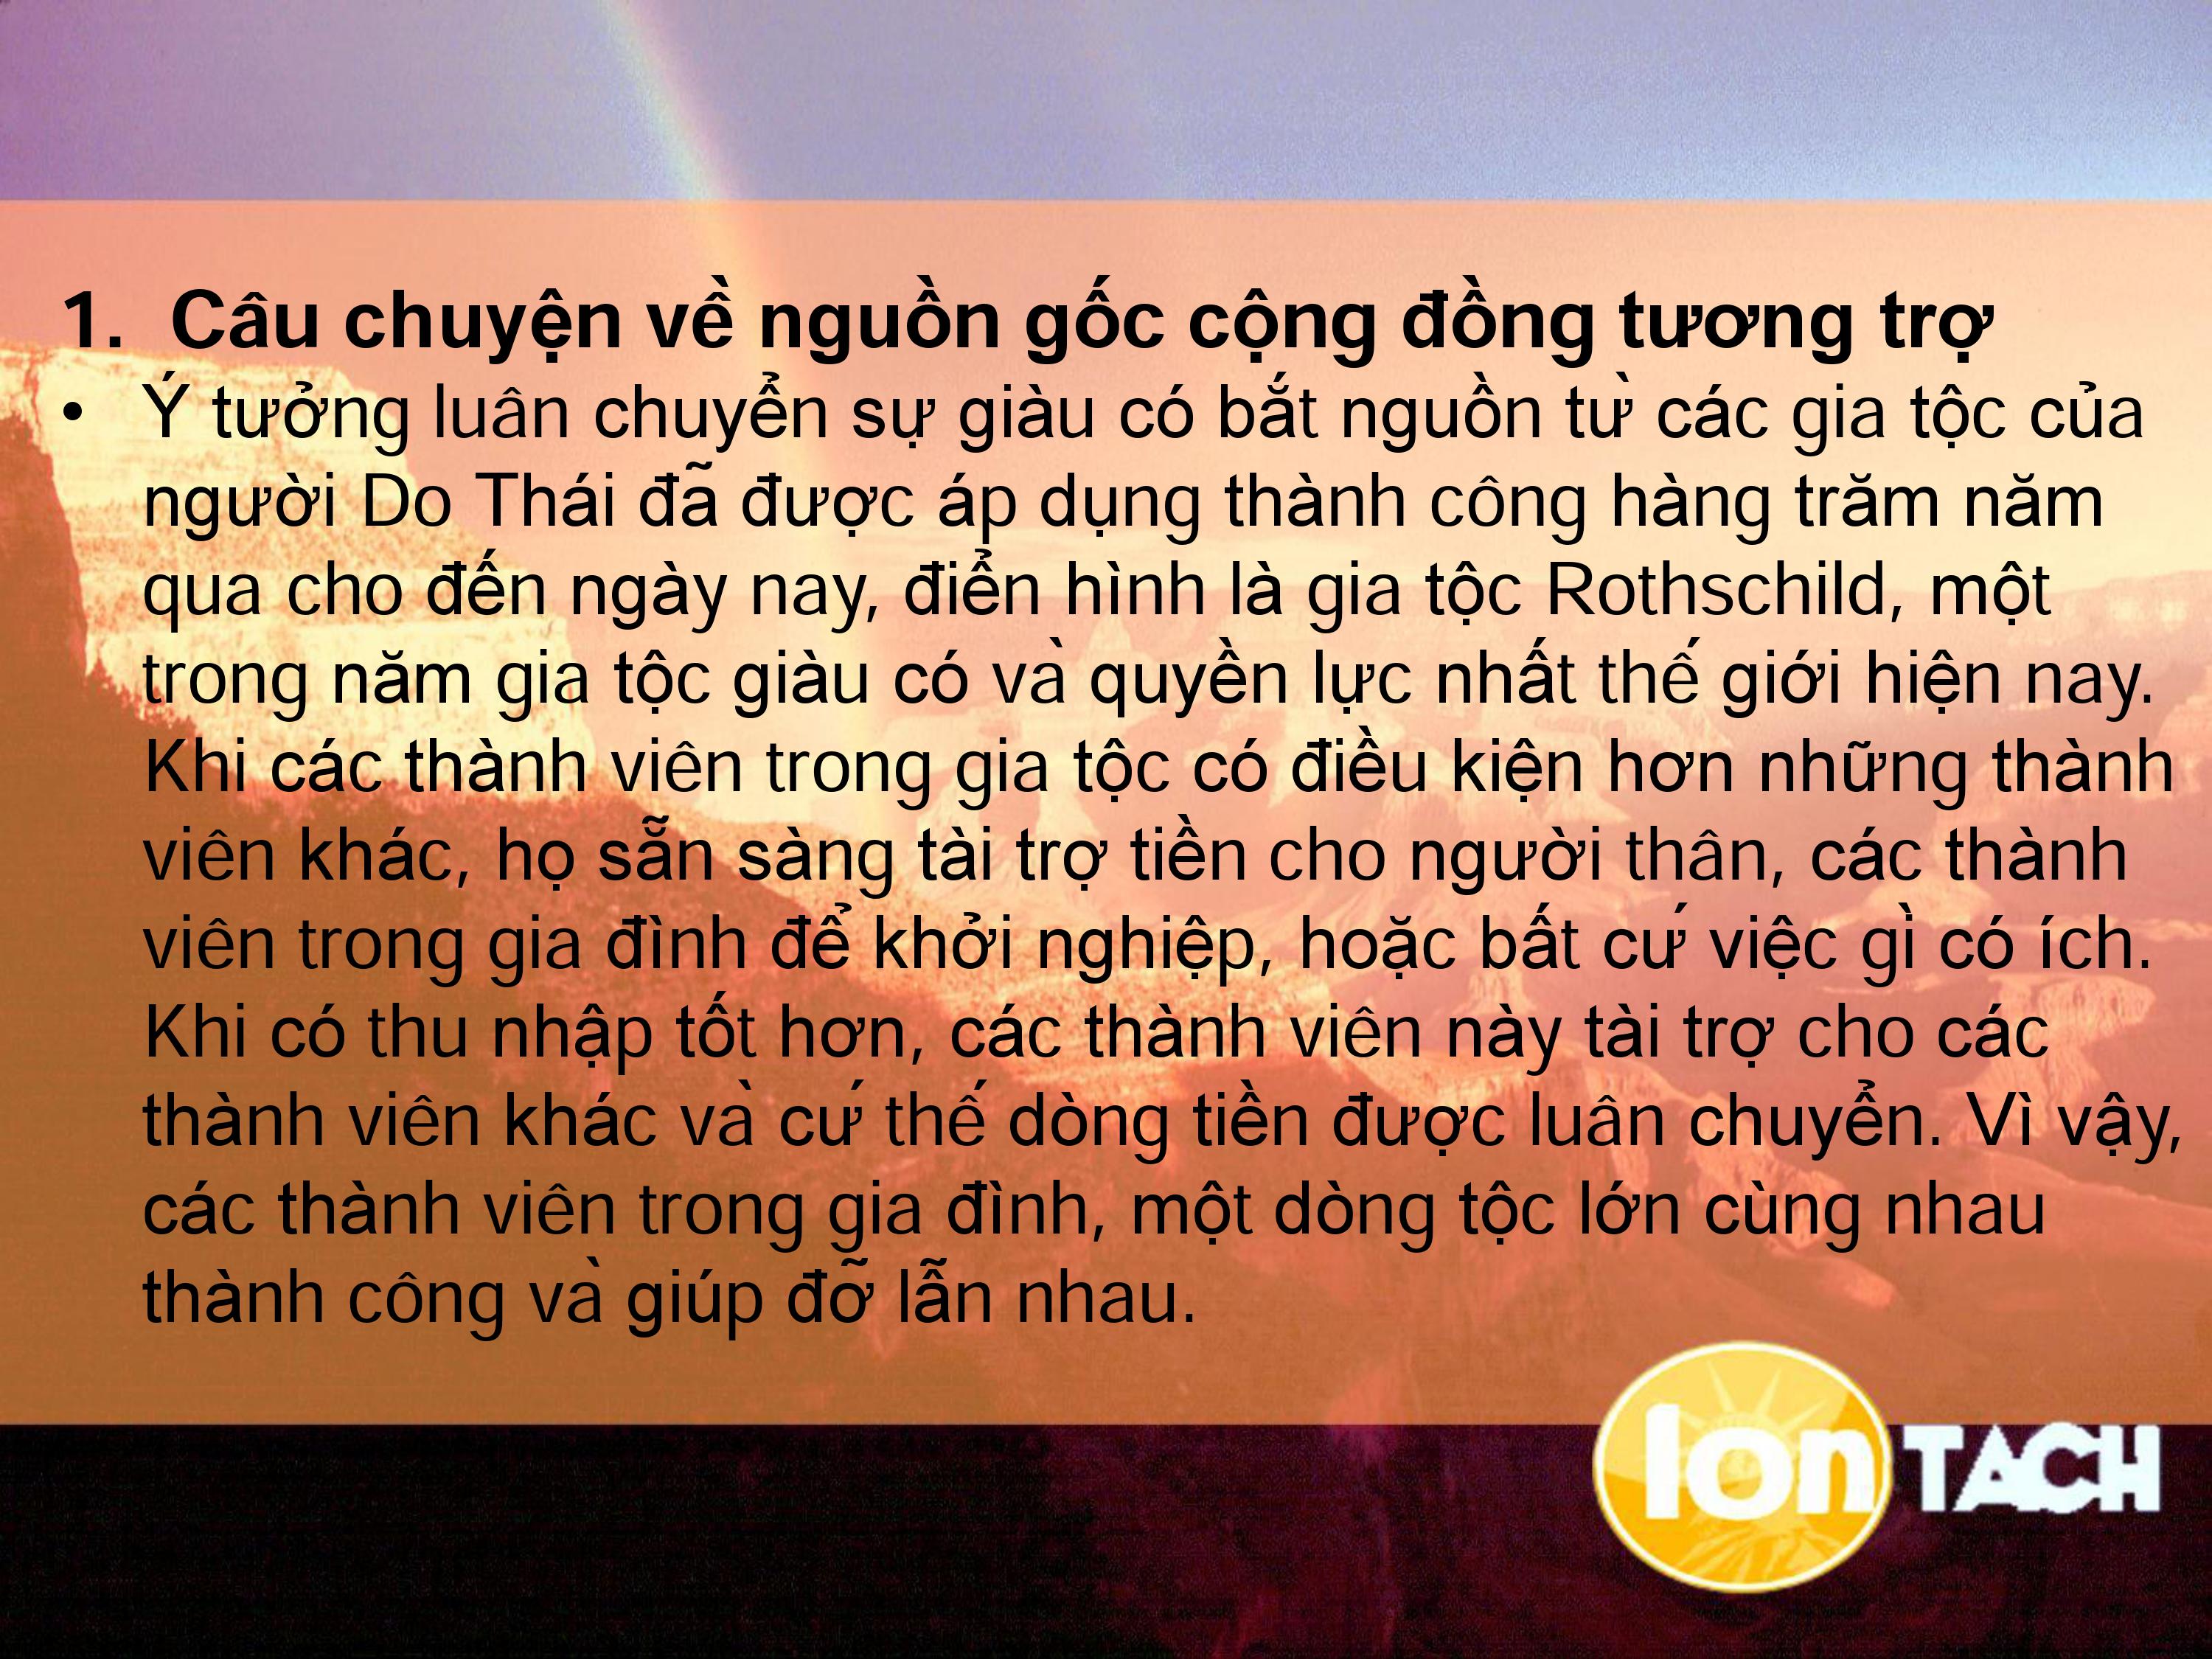 1. Câu chuyện về nguồn gốc cộng đồng tương trợ
• Ý tưởng luân chuyển sự giàu có bắt nguồn từ các gia tộc của
người Do Thái đã được áp dụng thành công hàng trăm năm
qua cho đến ngày nay, điển hình là gia tộc Rothschild, một
trong năm gia tộc giàu có và quyền lực nhất thế giới hiện nay.
Khi các thành viên trong gia tộc có điều kiện hơn những thành
viên khác, họ sẵn sàng tài trợ tiền cho người thân, các thành
viên trong gia đình để khởi nghiệp, hoặc bất cứ việc gì có ích.
Khi có thu nhập tốt hơn, các thành viên này tài trợ cho các
thành viên khác và cứ thế dòng tiền được luân chuyển. Vì vậy,
các thành viên trong gia đình, một dòng tộc lớn cùng nhau
thành công và giúp đỡ lẫn nhau.
Ion TACH